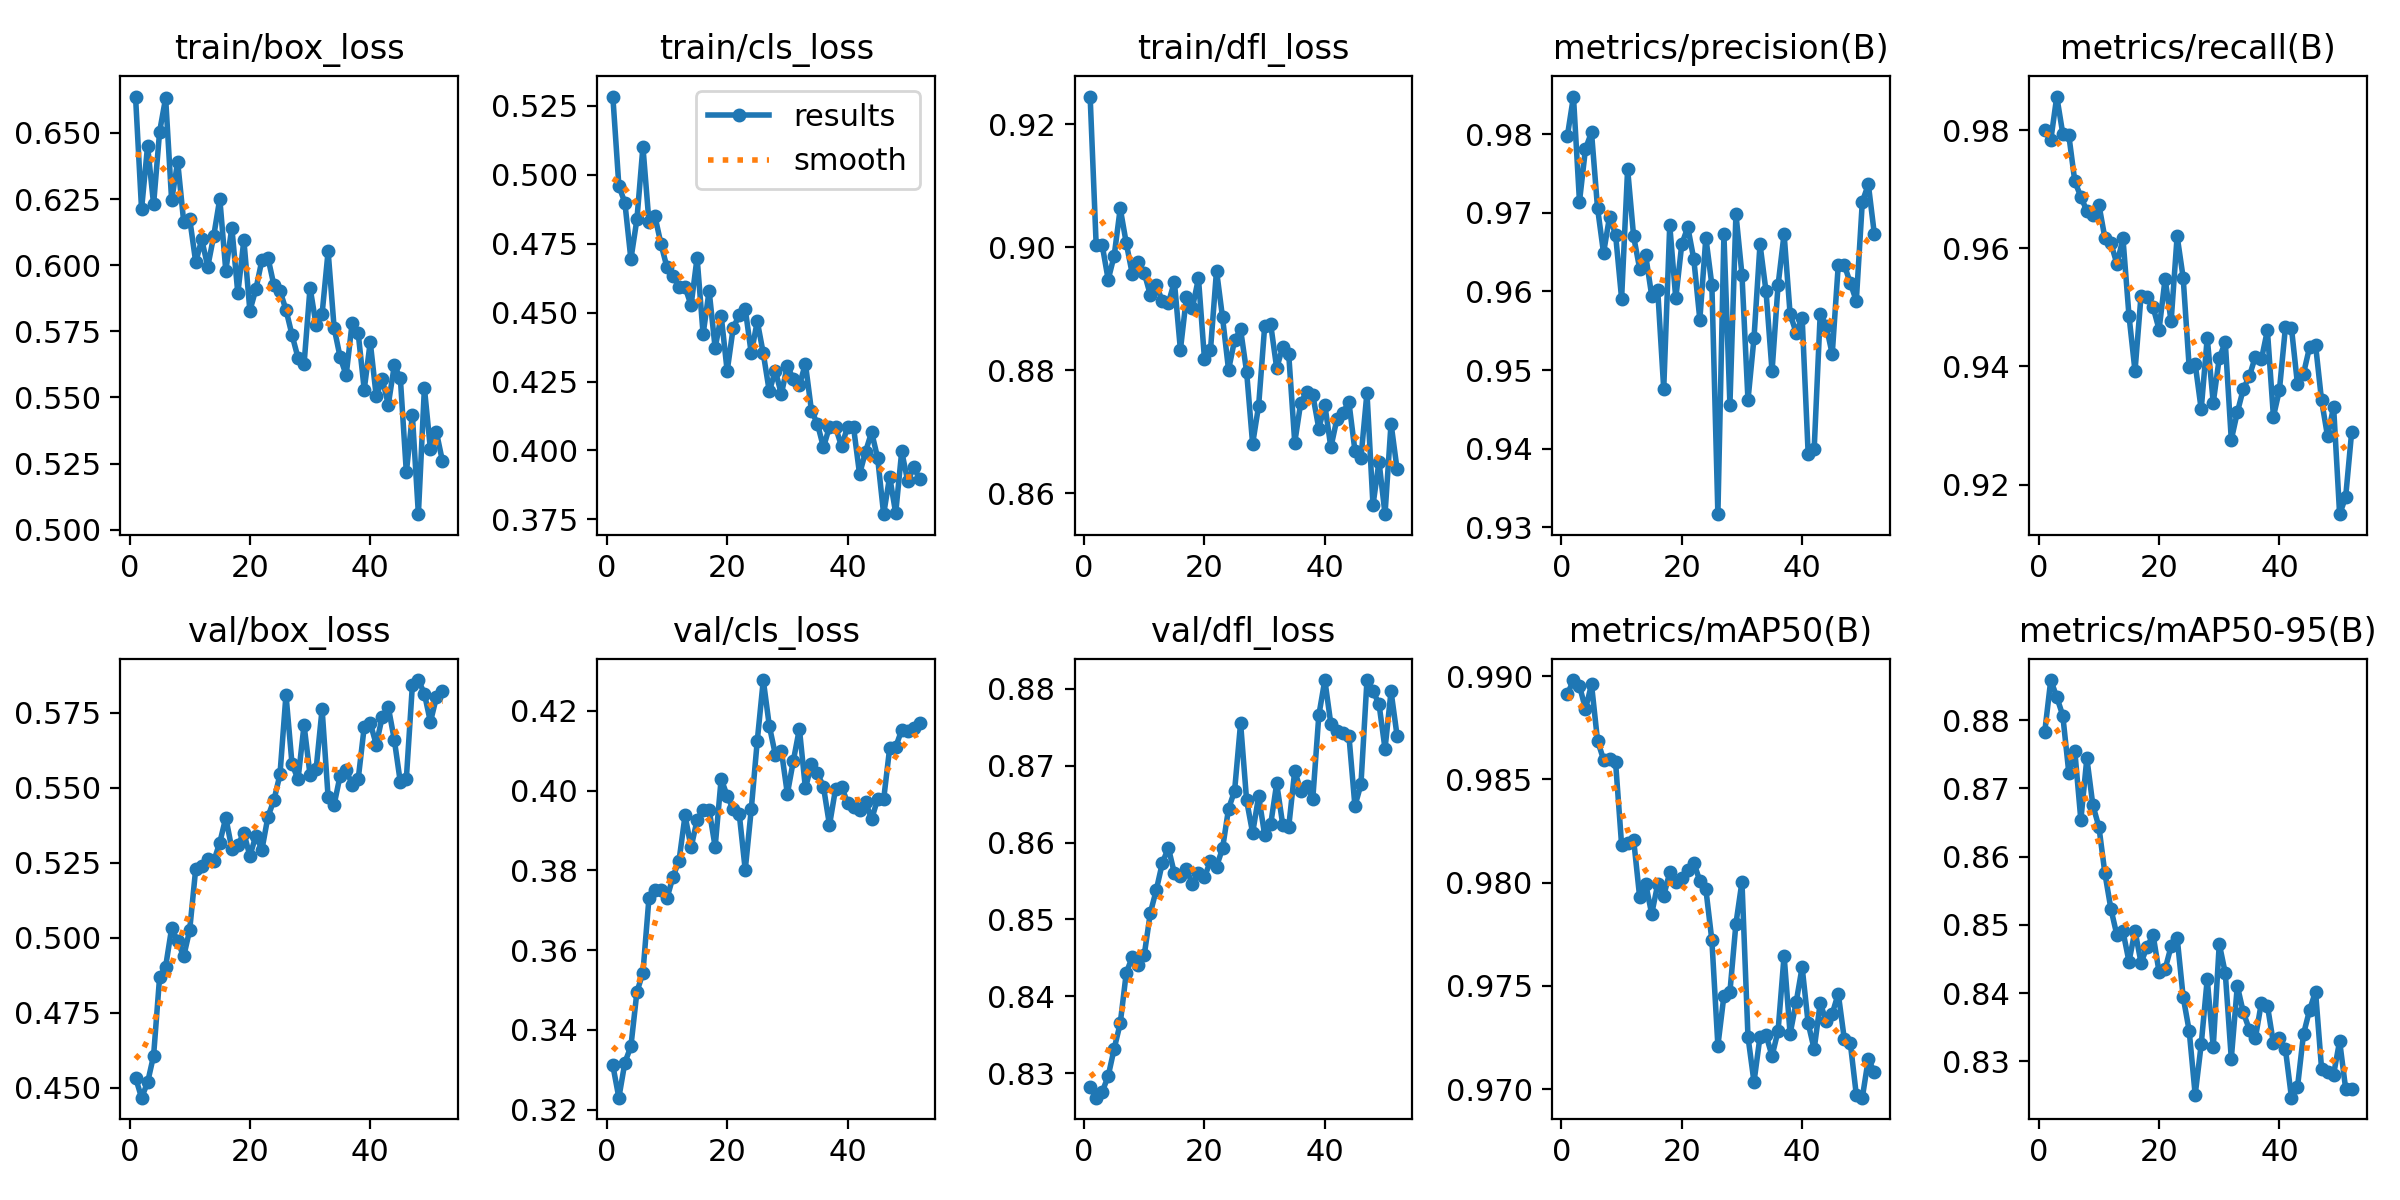 train/box_loss
train/cls_loss
train/dfl_loss
metrics/precision(B)
metrics/recall(B)
0.650
0.625
0.600
0.575
0.550
0.525
0.500
0 20 40
0.525
0.500
0.475
0.450
0.425
0.400
0.375
results
smooth
0 20 40
0.92
0.90
0.88
0.86
0 20 40
0.98
0.97
0.96
0.95
0.94
0.93
0 20 40
0.98
0.96
0.94
0.92
0 20 40
val/box_loss
val/cls_loss
val/dfl_loss
metrics/mAP50(B)
metrics/mAP50-95(B)
0.575
0.550
0.525
0.500
0.475
0.450
0 20 40
0.42
0.40
0.38
0.36
0.34
0.32
0 20 40
0.88
0.87
0.86
0.85
0.84
0.83
0 20 40
0.990
0.985
0.980
0.975
0.970
0 20 40
0.88
0.87
0.86
0.85
0.84
0.83
0 20 40